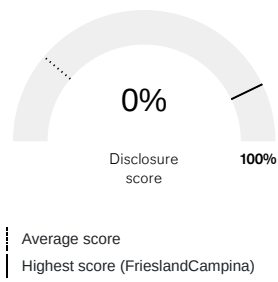 0%
Disclosure
score
100%
Average score
Highest score (FrieslandCampina)